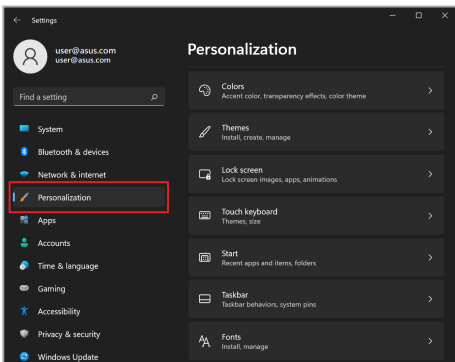 Settings
user@asus.com
user@asus.com
Find a setting
System
Bluetooth & devices
Network & internet
Personalization
Apps
Accounts
Time & language
Gaming
Accessibility
Privacy & security
Windows Update
Personalization
Colors
Accent color, transparency effects, color theme
Themes
Install, create, manage
Lock screen
Lock screen images, apps, animations
Touch keyboard
Themes, size
Start
Recent apps and items, folders
Taskbar
Taskbar behaviors, system pins
Fonts
Install, manage